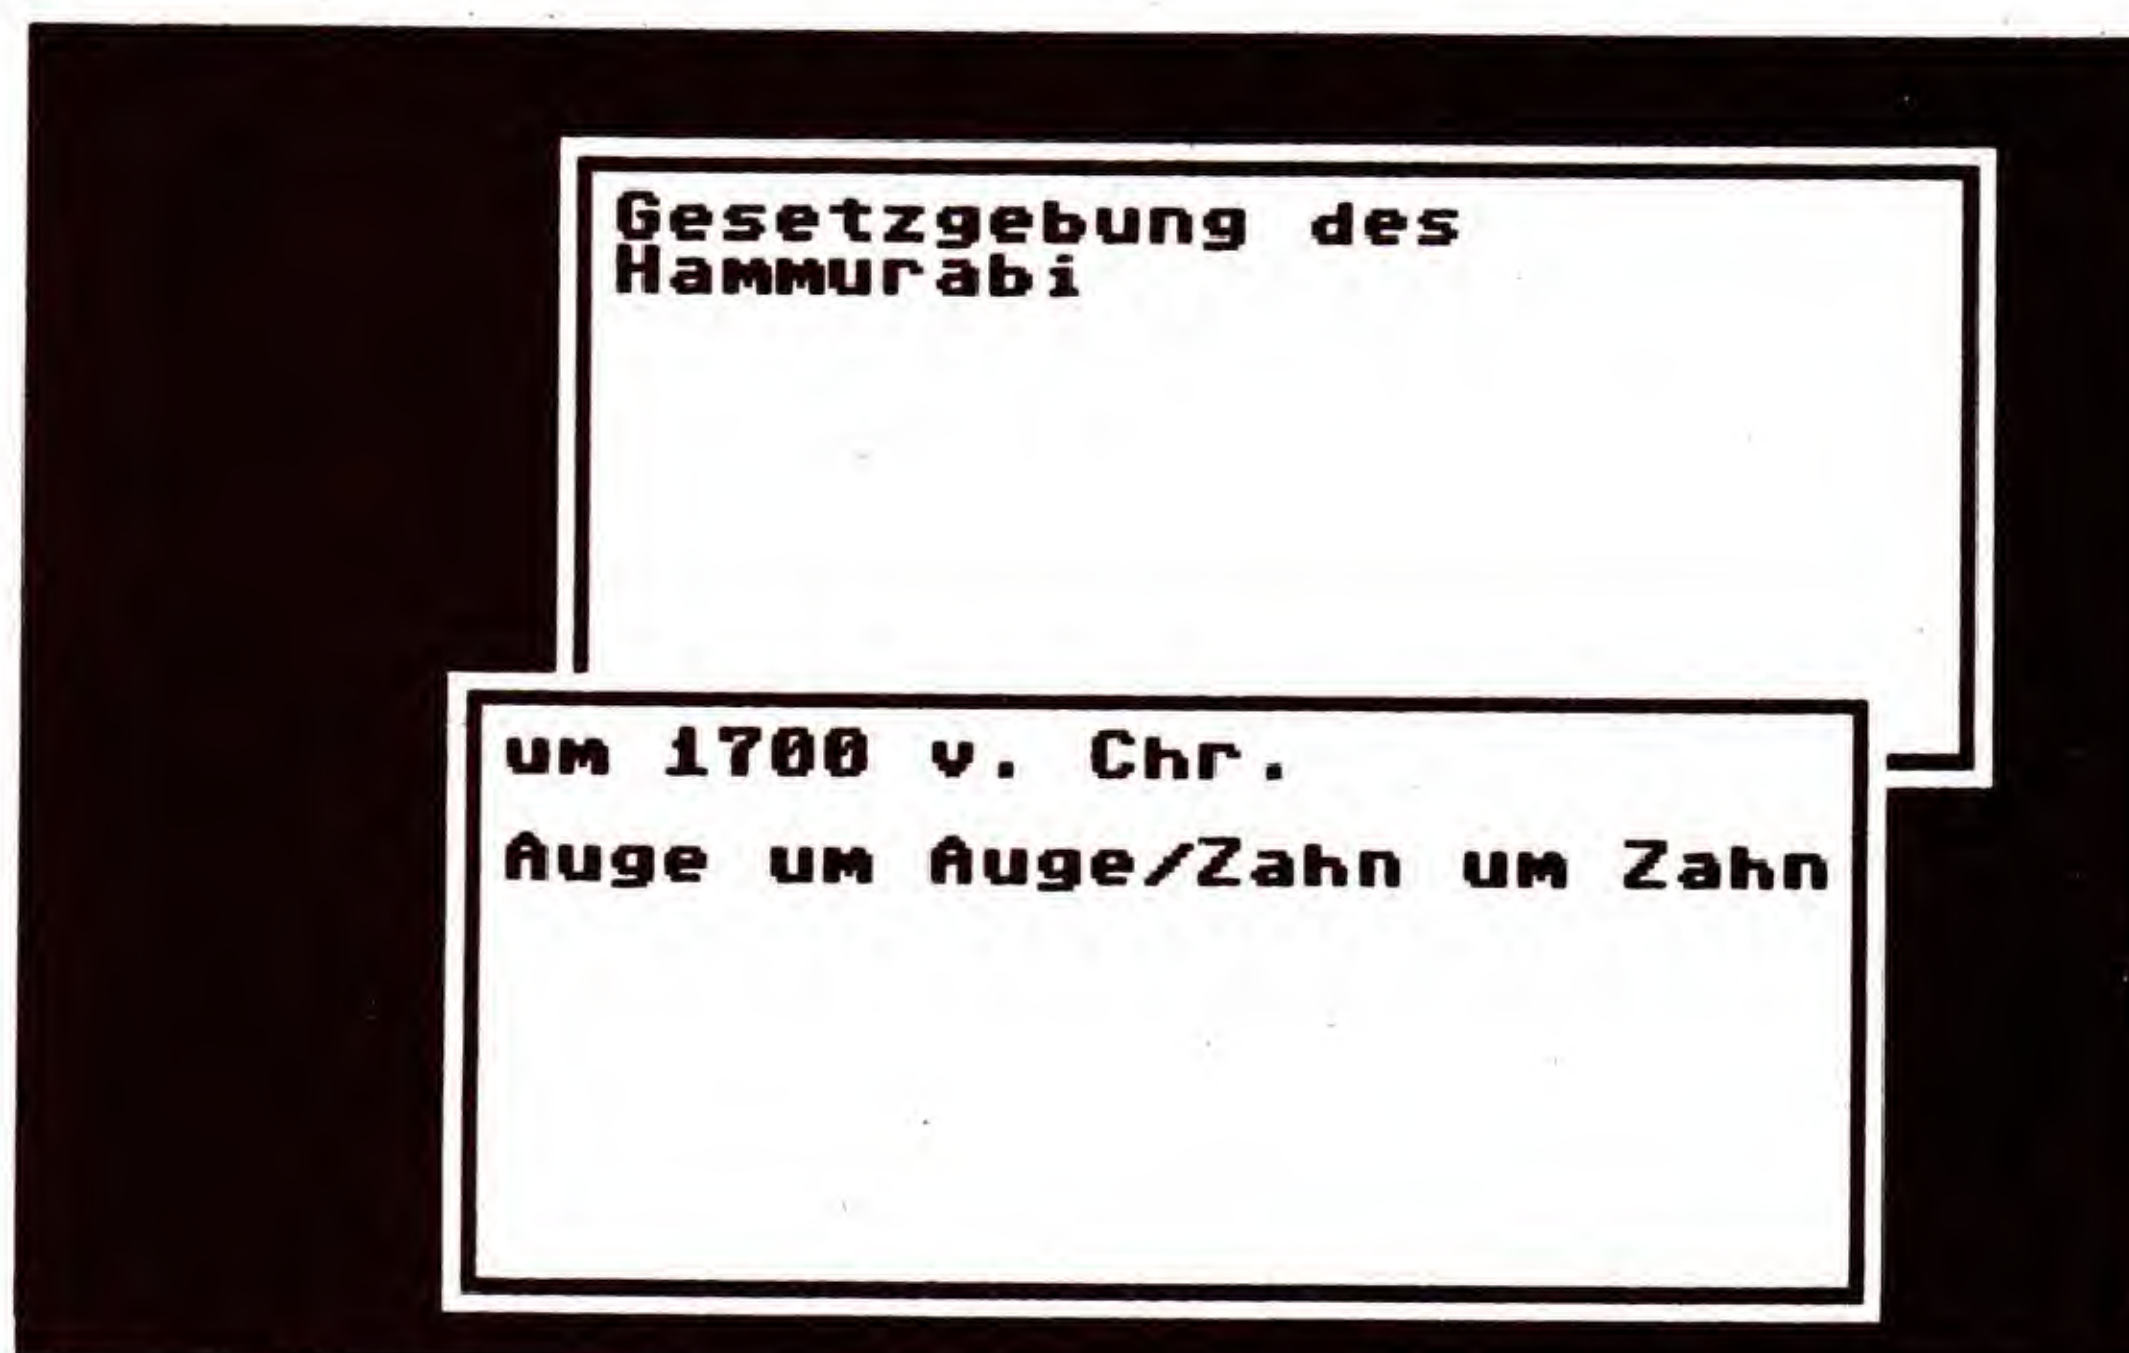 Gesetzgebung des
Hammurabi
um 1700 v. Chr.
Auge um Auge/Zahn um Zahn